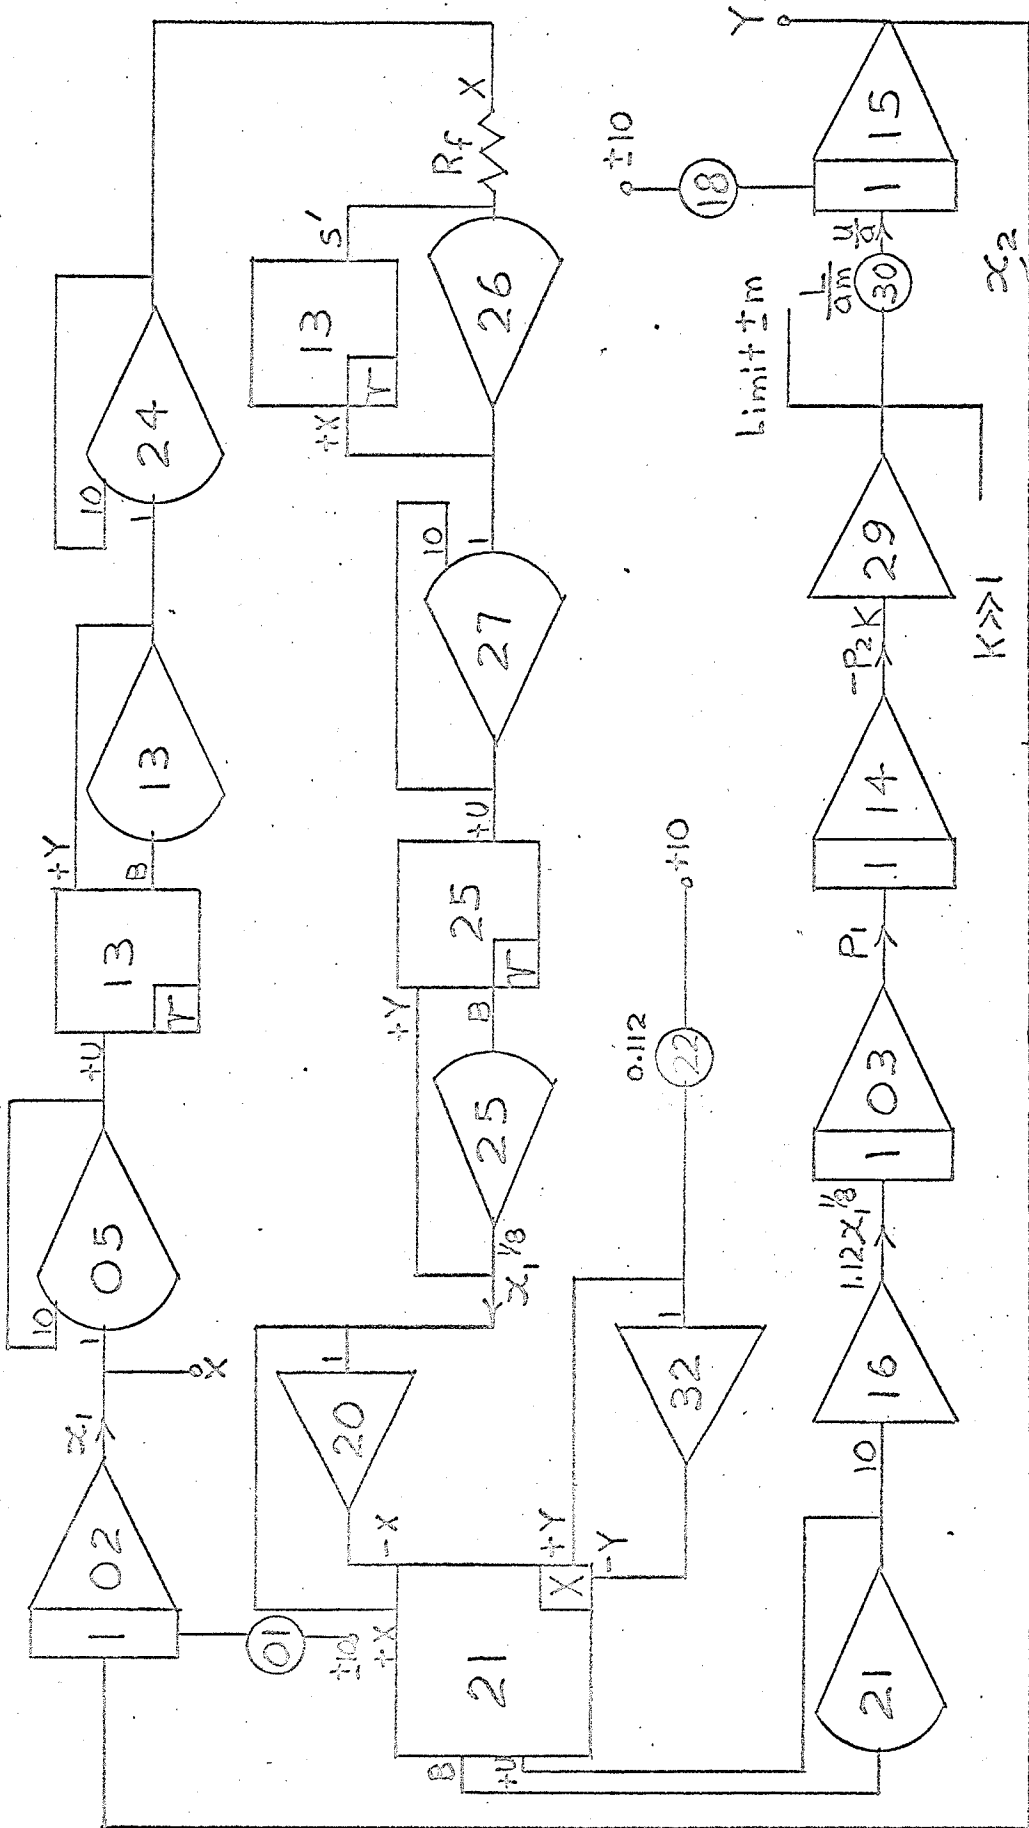 x₁
02
1
01
±10
X
1
10
05
+U
13
r
+Y
B
13
1
10
24
X
Rf
S'
13
r
+X
26
1
10
27
+U
25
r
+Y
B
25
x₁^1/8
1
20
-X
+X
21
X
+Y
-Y
B
+U
32
1
0.112
22
+10
21
10
16
1.12x₁^1/8
1
03
P₁
1
14
-P₂K
29
K>>1
Limit ±m
L/am
30
u/a
1
15
18
±10
Y
x₂